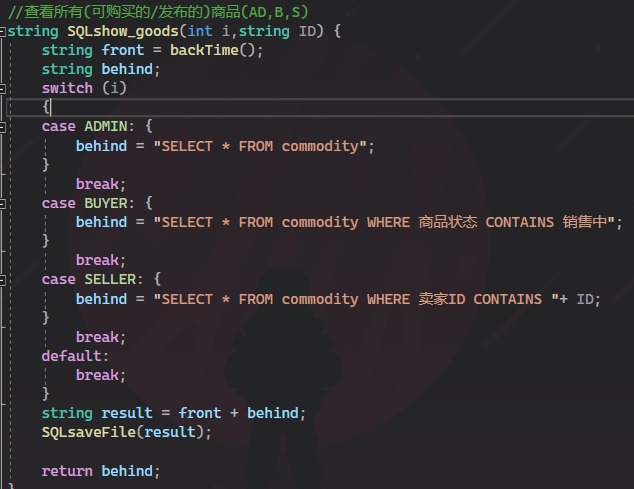 //查看所有(可购买的/发布的)商品(AD,B,S)
string SQLshow_goods(int i,string ID) {
string front = backTime();
string behind;
switch (i)
{
case ADMIN: {
behind = "SELECT * FROM commodity";
}
break;
case BUYER: {
behind = "SELECT * FROM commodity WHERE 商品状态 CONTAINS 销售中";
}
break;
case SELLER: {
behind = "SELECT * FROM commodity WHERE 卖家ID CONTAINS "+ ID;
}
break;
default:
break;
}
string result = front + behind;
SQLsaveFile(result);
return behind;
}